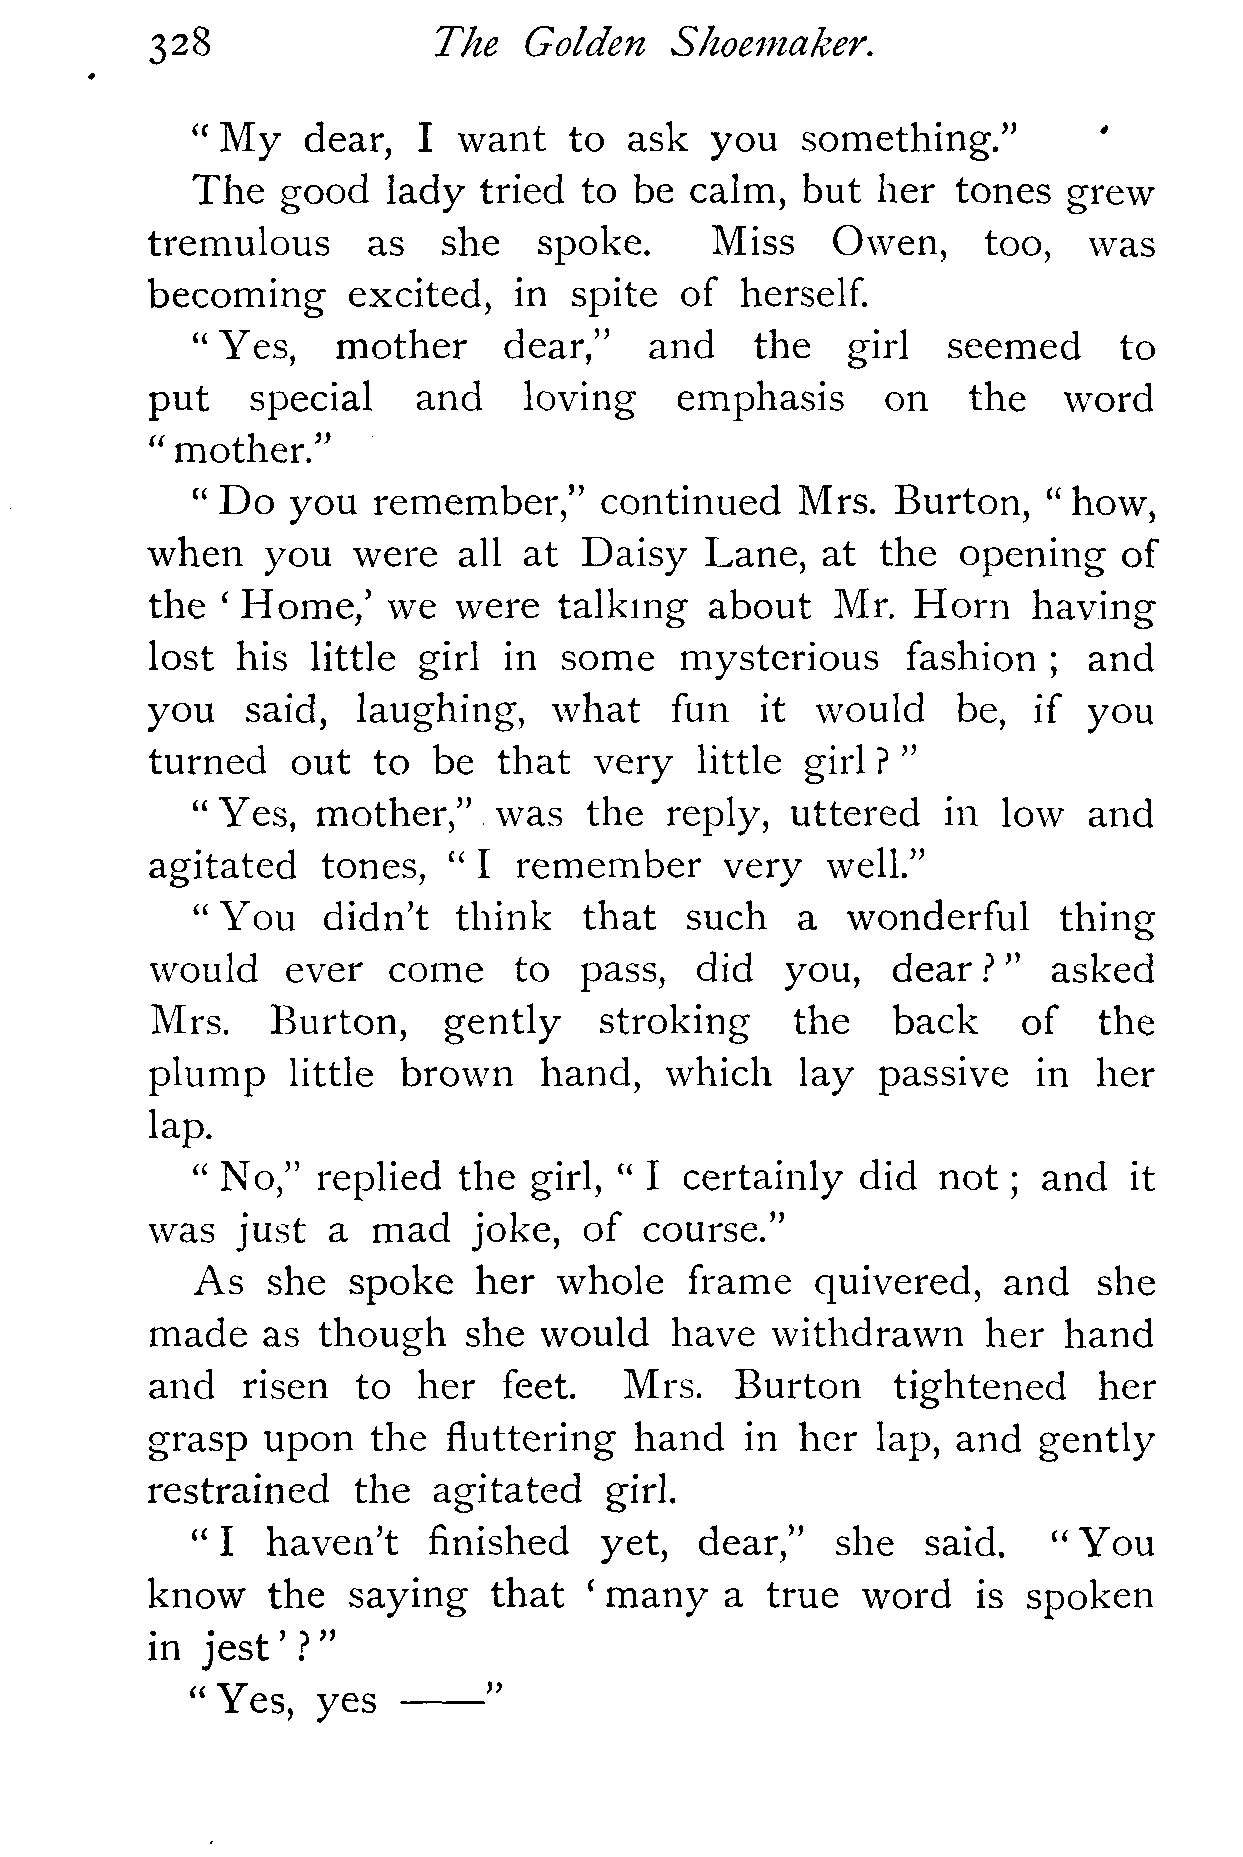 328 The Golden Shoemaker.
“ My dear, I want to ask you something.”
The good lady tried to be calm, but her tones grew
tremulous as she spoke. Miss Owen, too, was
becoming excited, in spite of herself.
“ Yes, mother dear,” and the girl seemed to
put special and loving emphasis on the word
“ mother.”
“ Do you remember,” continued Mrs. Burton, “ how,
when you were all at Daisy Lane, at the opening of
the ‘ Home,’ we were talking about Mr. Horn having
lost his little girl in some mysterious fashion ; and
you said, laughing, what fun it would be, if you
turned out to be that very little girl ? ”
“ Yes, mother,” was the reply, uttered in low and
agitated tones, “ I remember very well.”
“ You didn’t think that such a wonderful thing
would ever come to pass, did you, dear ? ” asked
Mrs. Burton, gently stroking the back of the
plump little brown hand, which lay passive in her
lap.
“ No,” replied the girl, “ I certainly did not ; and it
was just a mad joke, of course.”
As she spoke her whole frame quivered, and she
made as though she would have withdrawn her hand
and risen to her feet. Mrs. Burton tightened her
grasp upon the fluttering hand in her lap, and gently
restrained the agitated girl.
“ I haven’t finished yet, dear,” she said. “ You
know the saying that ‘ many a true word is spoken
in jest ’ ? ”
“ Yes, yes ——”